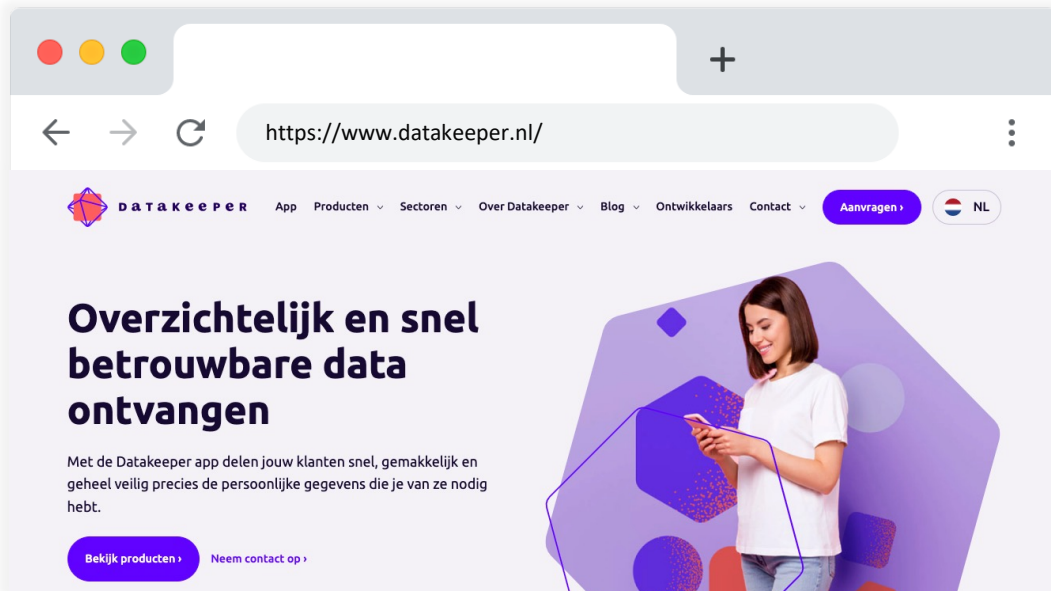 https://www.datakeeper.nl/
DATAKEEPER App Producten Sectoren Over Datakeeper Blog Ontwikkelaars Contact Aanvragen › NL
Overzichtelijk en snel
betrouwbare data
ontvangen
Met de Datakeeper app delen jouw klanten snel, gemakkelijk en
geheel veilig precies de persoonlijke gegevens die je van ze nodig
hebt.
Bekijk producten › Neem contact op ›